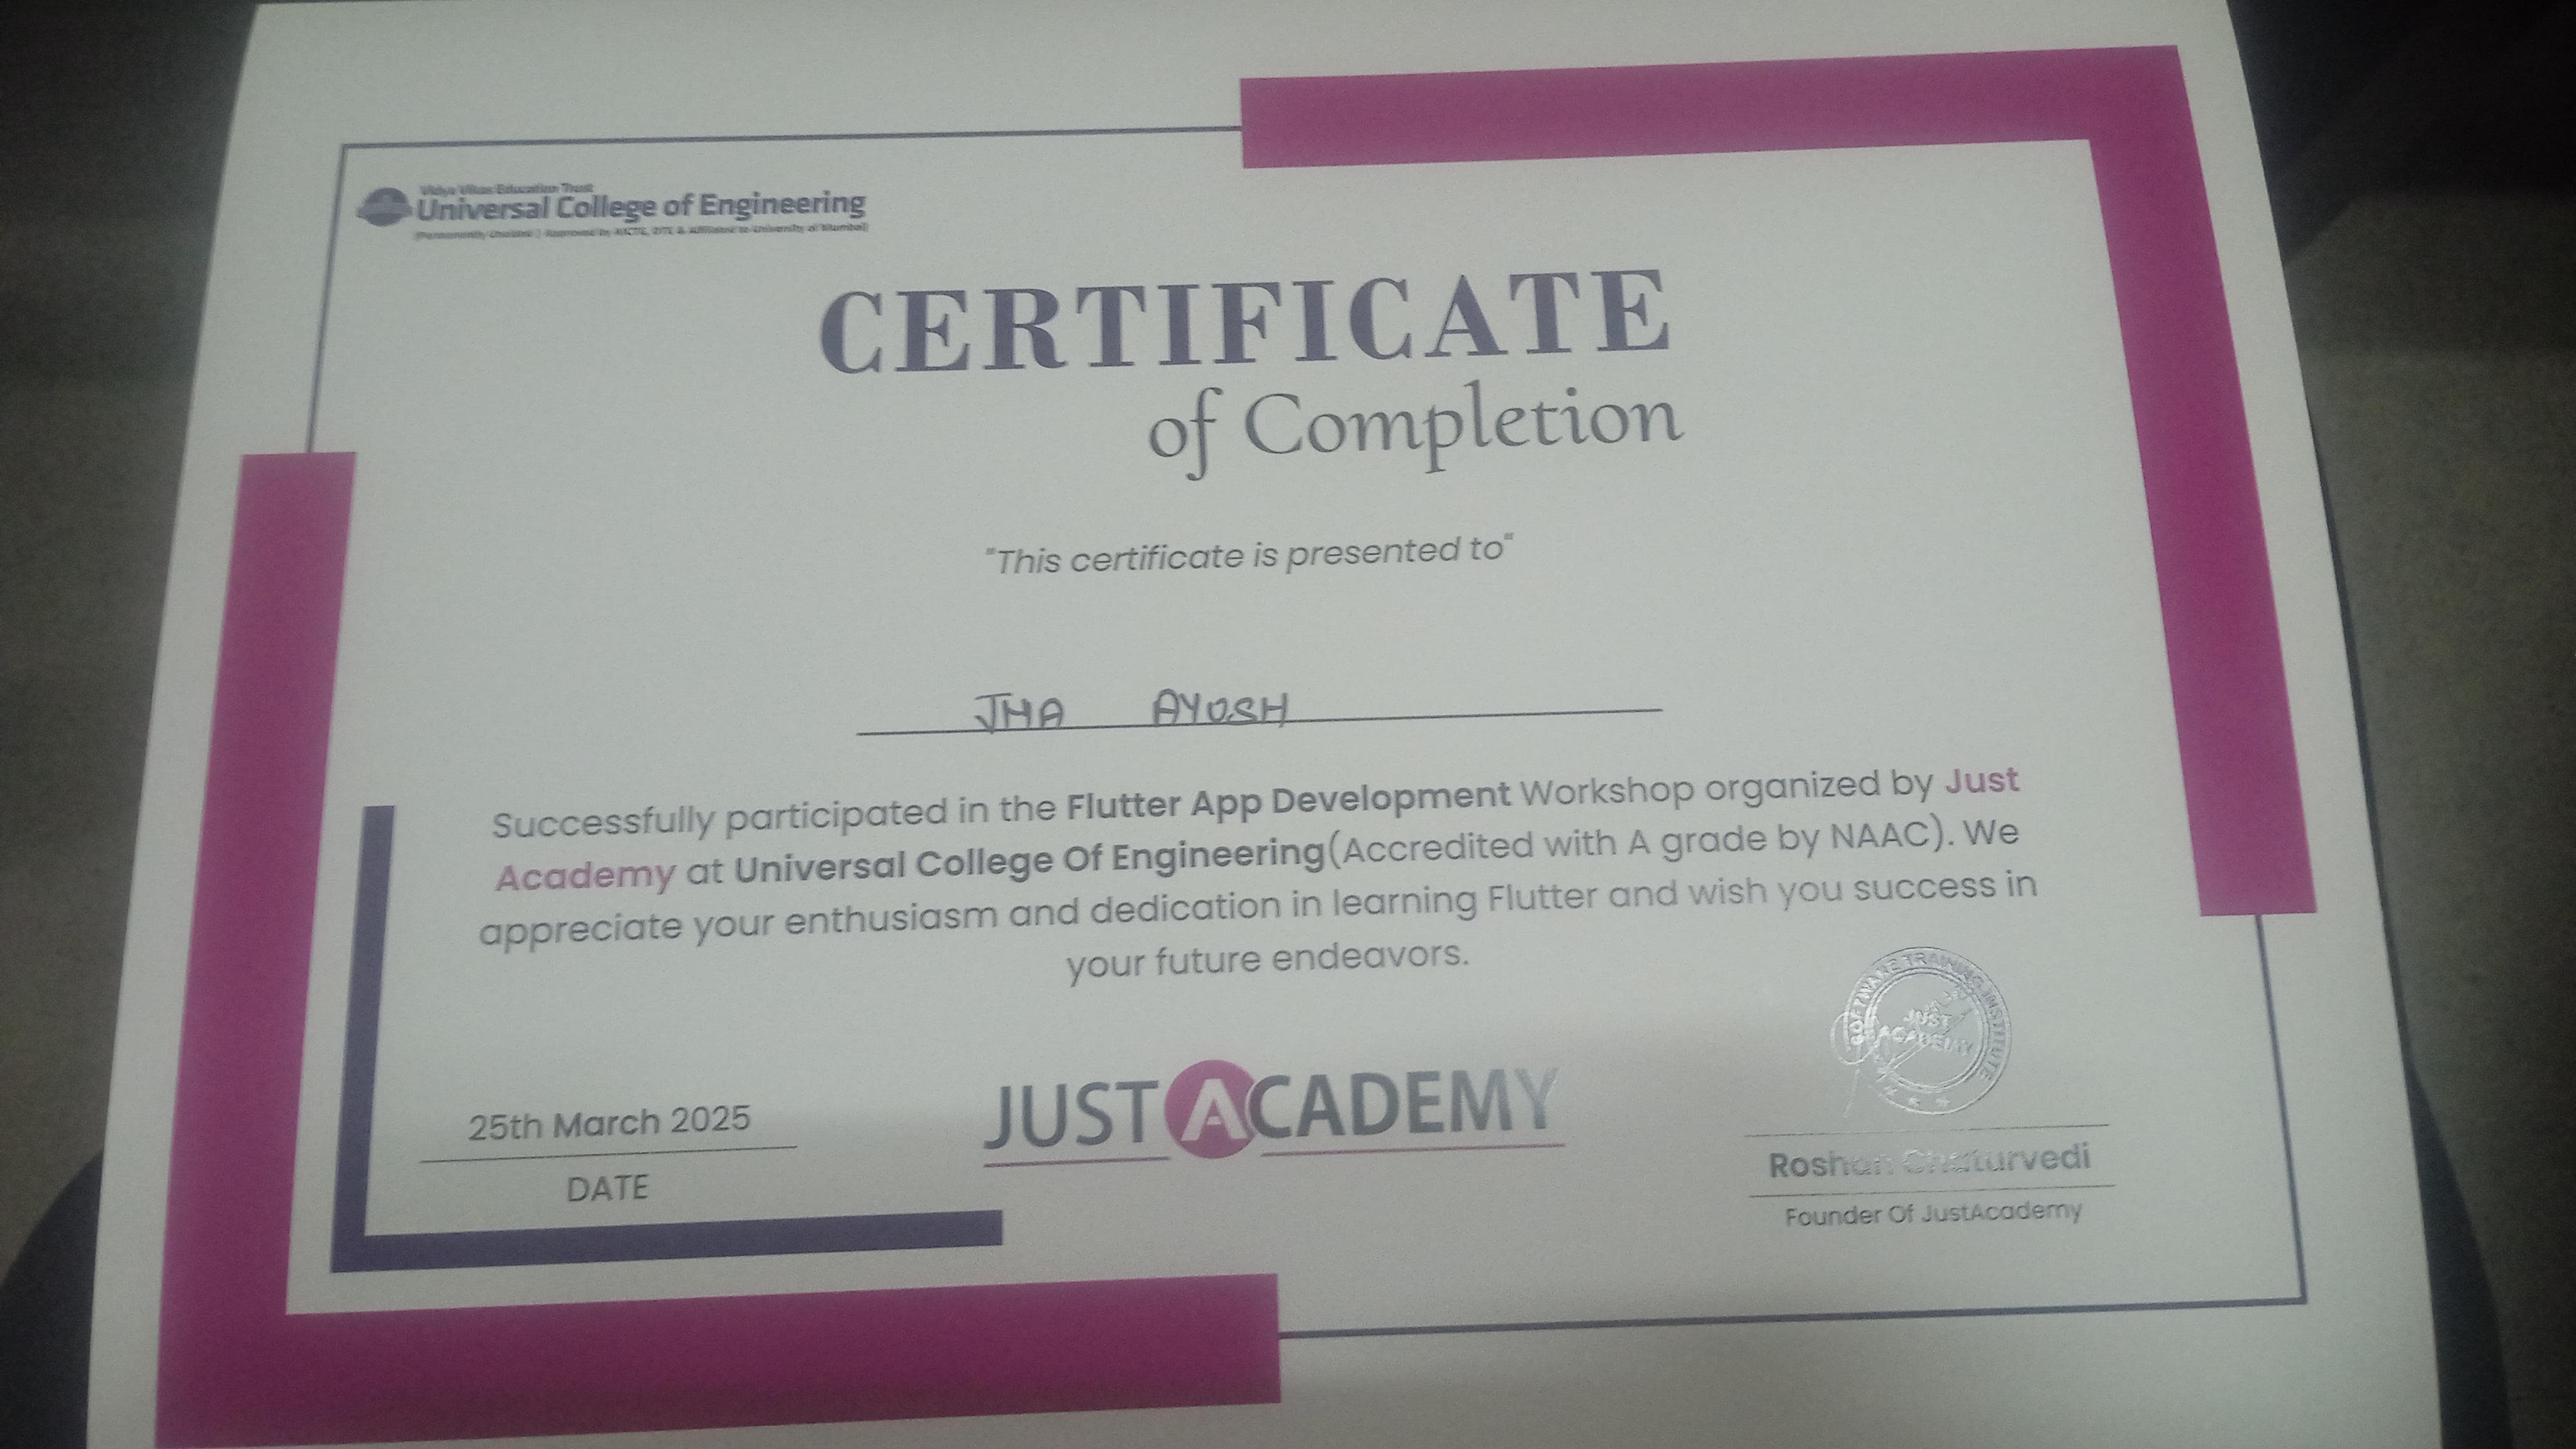 Vidya Vikas Education Trust
Universal College of Engineering
(Permanently Unaided | Approved by AICTE, DTE & Affiliated to University of Mumbai)
CERTIFICATE
of Completion
"This certificate is presented to"
JHA AYUSH
Successfully participated in the Flutter App Development Workshop organized by Just
Academy at Universal College Of Engineering(Accredited with A grade by NAAC). We
appreciate your enthusiasm and dedication in learning Flutter and wish you success in
your future endeavors.
SOFTWARE TRAINING INSTITUTE
JUST
ACADEMY
25th March 2025
DATE
JUSTACADEMY
Roshan Chaturvedi
Founder Of JustAcademy